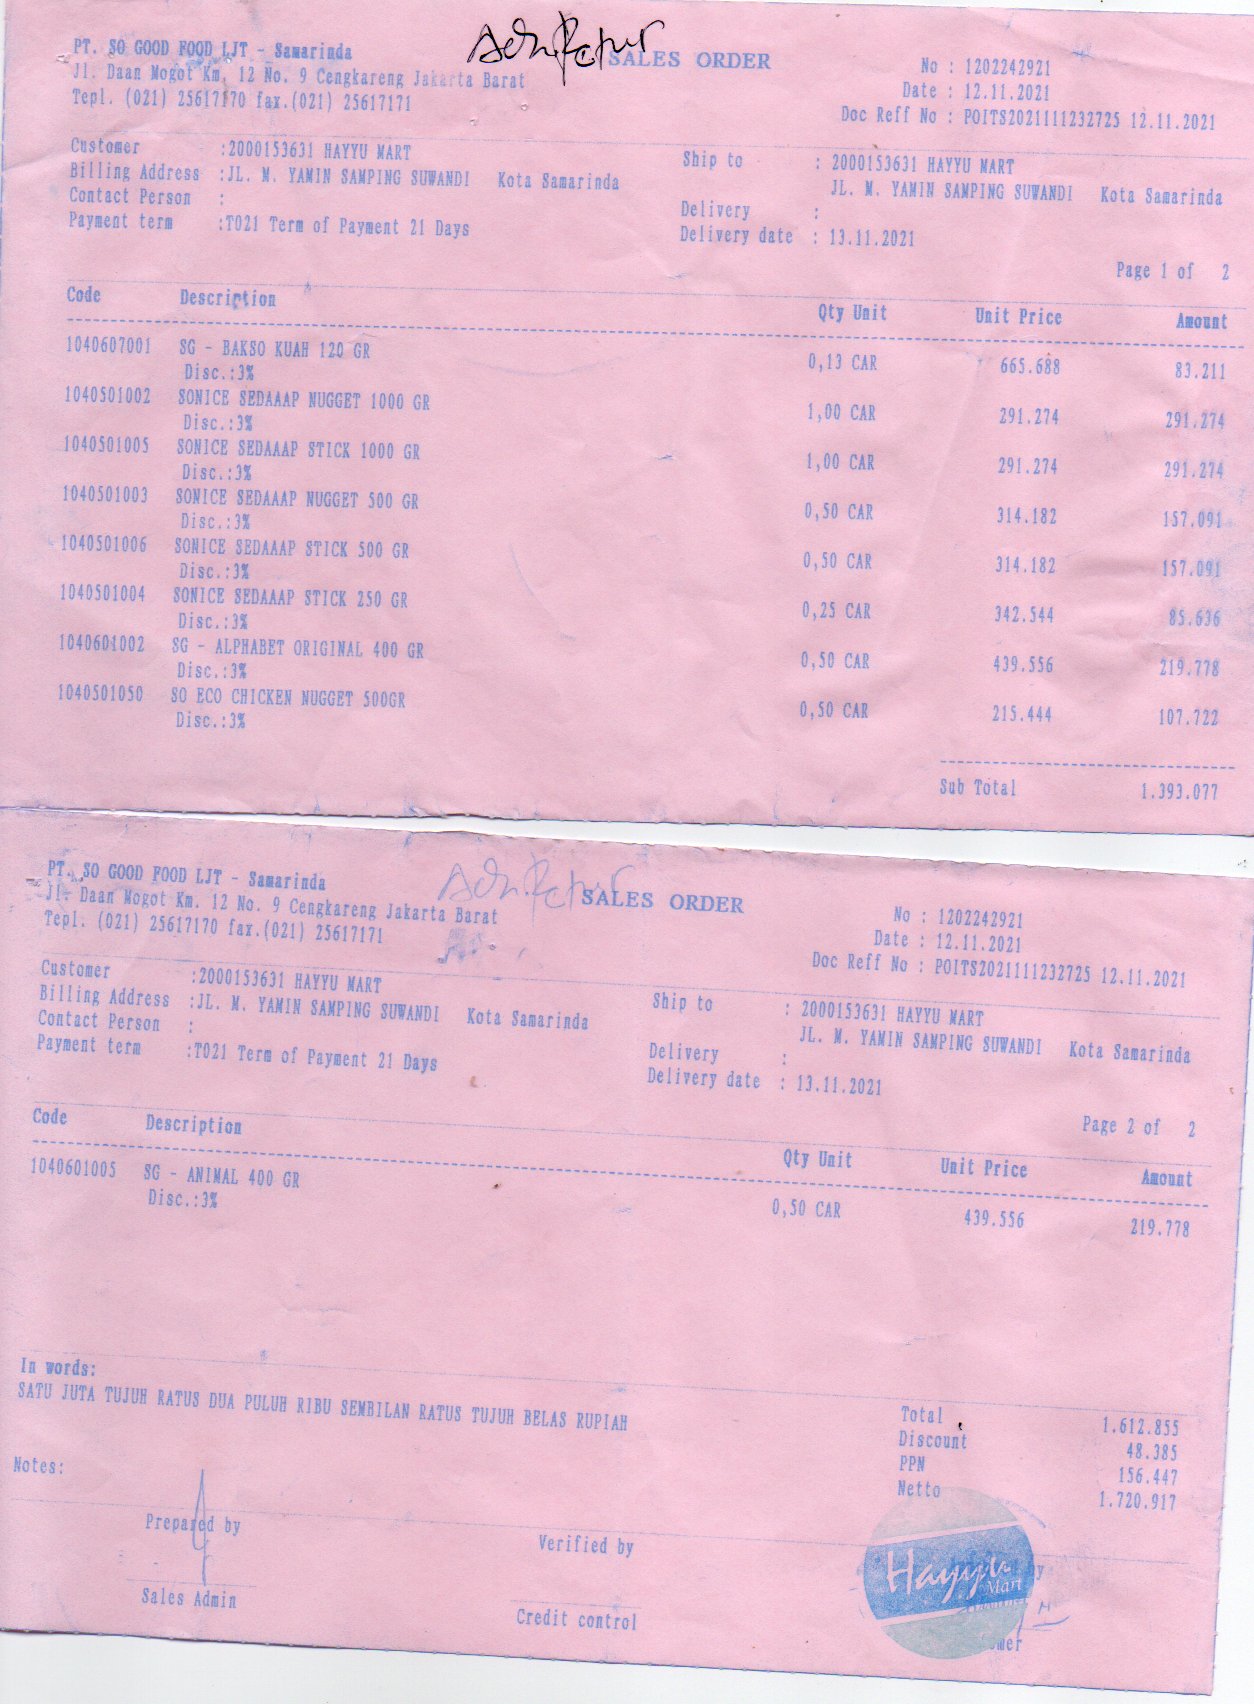 PT. SO GOOD FOOD LJT - Samarinda
SALES ORDER
Jl. Daan Mogot Km. 12 No. 9 Cengkareng Jakarta Barat
Tepl. (021) 25617170 fax.(021) 25617171
No : 1202242921
Date : 12.11.2021
Doc Reff No : POITS2021111232725 12.11.2021
Customer :2000153631 HAYYU MART
Billing Address :JL. M. YAMIN SAMPING SUWANDI Kota Samarinda
Contact Person :
Payment term :T021 Term of Payment 21 Days
Ship to : 2000153631 HAYYU MART
JL. M. YAMIN SAMPING SUWANDI Kota Samarinda
Delivery :
Delivery date : 13.11.2021
Page 1 of 2
Code Description Qty Unit Unit Price Amount
1040607001 SG - BAKSO KUAH 120 GR 0,13 CAR 665.688 83.211
Disc.:3%
1040501002 SONICE SEDAAAP NUGGET 1000 GR 1,00 CAR 291.274 291.274
Disc.:3%
1040501005 SONICE SEDAAAP STICK 1000 GR 1,00 CAR 291.274 291.274
Disc.:3%
1040501003 SONICE SEDAAAP NUGGET 500 GR 0,50 CAR 314.182 157.091
Disc.:3%
1040501006 SONICE SEDAAAP STICK 500 GR 0,50 CAR 314.182 157.091
Disc.:3%
1040501004 SONICE SEDAAAP STICK 250 GR 0,25 CAR 342.544 85.636
Disc.:3%
1040601002 SG - ALPHABET ORIGINAL 400 GR 0,50 CAR 439.556 219.778
Disc.:3%
1040501050 SO ECO CHICKEN NUGGET 500GR 0,50 CAR 215.444 107.722
Disc.:3%
Sub Total 1.393.077
PT. SO GOOD FOOD LJT - Samarinda
SALES ORDER
Jl. Daan Mogot Km. 12 No. 9 Cengkareng Jakarta Barat
Tepl. (021) 25617170 fax.(021) 25617171
No : 1202242921
Date : 12.11.2021
Doc Reff No : POITS2021111232725 12.11.2021
Customer :2000153631 HAYYU MART
Billing Address :JL. M. YAMIN SAMPING SUWANDI Kota Samarinda
Contact Person :
Payment term :T021 Term of Payment 21 Days
Ship to : 2000153631 HAYYU MART
JL. M. YAMIN SAMPING SUWANDI Kota Samarinda
Delivery :
Delivery date : 13.11.2021
Page 2 of 2
Code Description Qty Unit Unit Price Amount
1040601005 SG - ANIMAL 400 GR 0,50 CAR 439.556 219.778
Disc.:3%
In words:
SATU JUTA TUJUH RATUS DUA PULUH RIBU SEMBILAN RATUS TUJUH BELAS RUPIAH
Total 1.612.855
Discount 48.385
PPN 156.447
Netto 1.720.917
Notes:
Prepared by
Verified by
Hayyu Mart
Sales Admin
Credit control